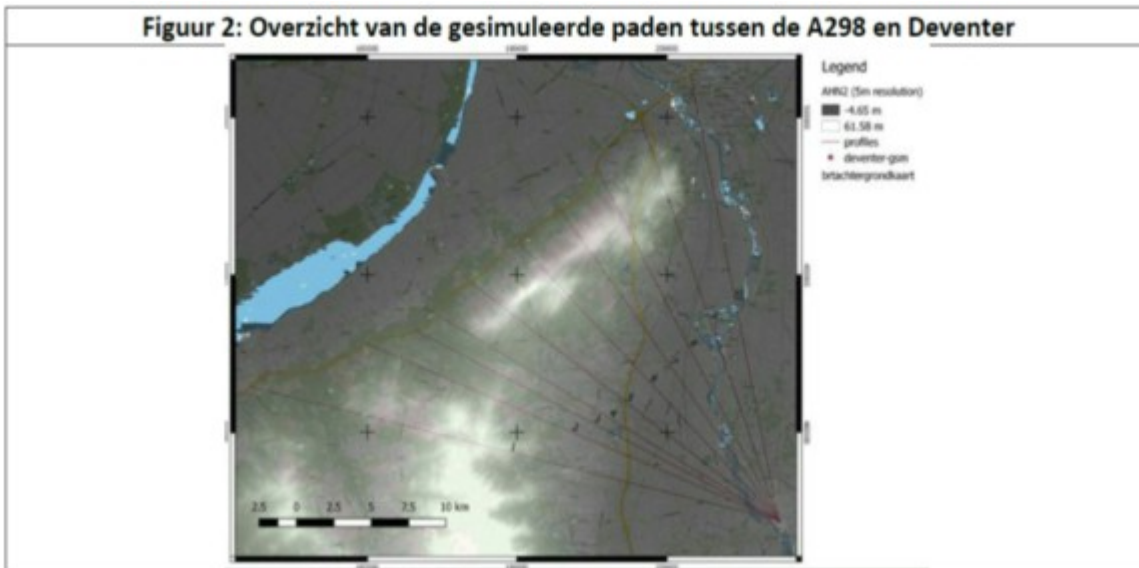 Figuur 2: Overzicht van de gesimuleerde paden tussen de A298 en Deventer
Legend
AHN2 (5m resolution)
-4.65 m
61.58 m
profiles
deventer-gsm
brtachtergrondkaart
2.5 0 2.5 5 7.5 10 km